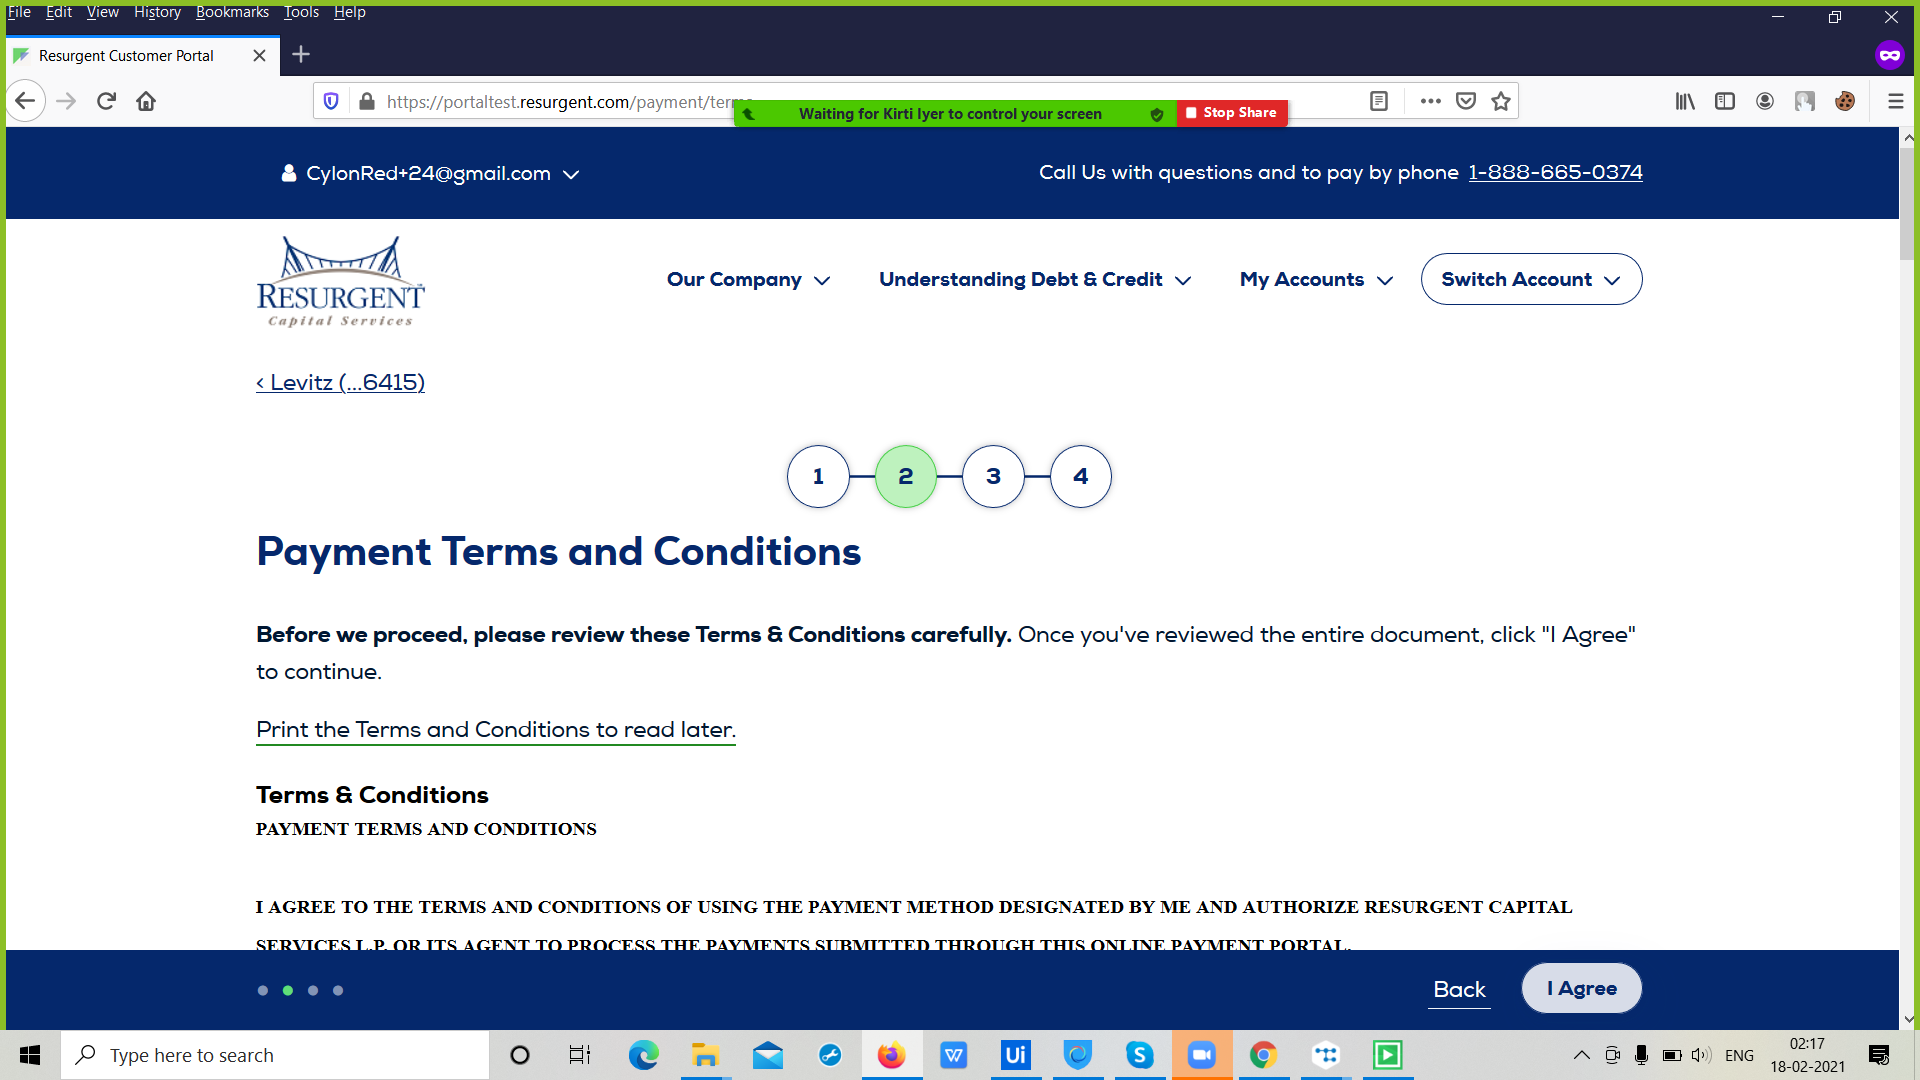 File Edit View History Bookmarks Tools Help
Resurgent Customer Portal
https://portaltest.resurgent.com/payment/terms
Waiting for Kirti Iyer to control your screen
Stop Share
CylonRed+24@gmail.com
Call Us with questions and to pay by phone 1-888-665-0374
RESURGENT
Capital Services
Our Company
Understanding Debt & Credit
My Accounts
Switch Account
< Levitz (...6415)
1 2 3 4
Payment Terms and Conditions
Before we proceed, please review these Terms & Conditions carefully. Once you've reviewed the entire document, click "I Agree"
to continue.
Print the Terms and Conditions to read later.
Terms & Conditions
PAYMENT TERMS AND CONDITIONS
I AGREE TO THE TERMS AND CONDITIONS OF USING THE PAYMENT METHOD DESIGNATED BY ME AND AUTHORIZE RESURGENT CAPITAL
SERVICES L.P. OR ITS AGENT TO PROCESS THE PAYMENTS SUBMITTED THROUGH THIS ONLINE PAYMENT PORTAL.
Back
I Agree
Type here to search
W
Ui
S
ENG
02:17
18-02-2021